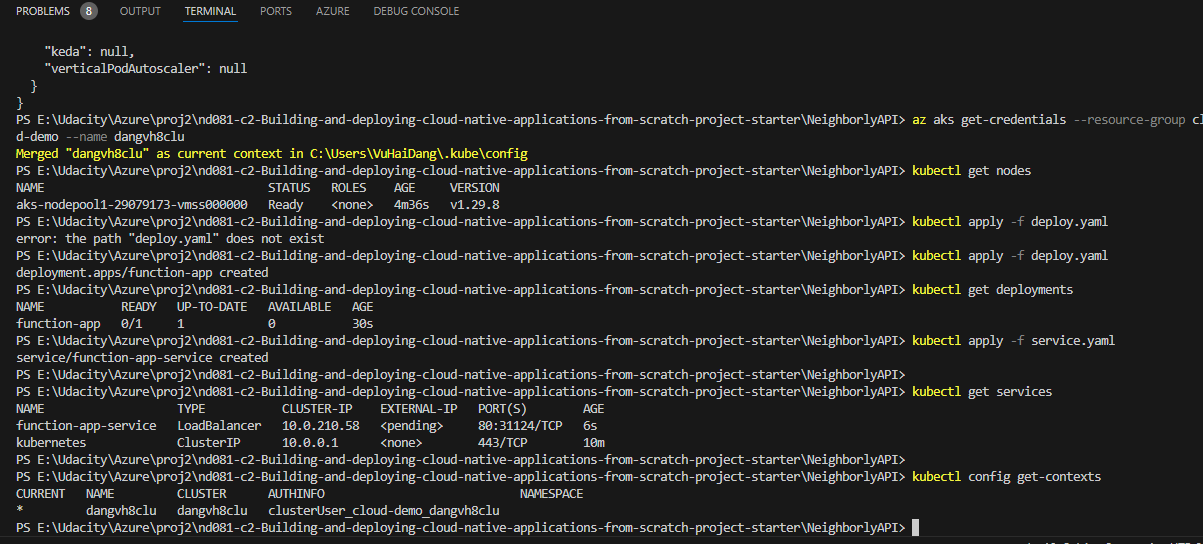 PROBLEMS 8 OUTPUT TERMINAL PORTS AZURE DEBUG CONSOLE
"keda": null,
"verticalPodAutoscaler": null
}
}
PS E:\Udacity\Azure\proj2\nd081-c2-Building-and-deploying-cloud-native-applications-from-scratch-project-starter\NeighborlyAPI> az aks get-credentials --resource-group cl
d-demo --name dangvh8clu
Merged "dangvh8clu" as current context in C:\Users\VuHaiDang\.kube\config
PS E:\Udacity\Azure\proj2\nd081-c2-Building-and-deploying-cloud-native-applications-from-scratch-project-starter\NeighborlyAPI> kubectl get nodes
NAME STATUS ROLES AGE VERSION
aks-nodepool1-29079173-vmss000000 Ready <none> 4m36s v1.29.8
PS E:\Udacity\Azure\proj2\nd081-c2-Building-and-deploying-cloud-native-applications-from-scratch-project-starter\NeighborlyAPI> kubectl apply -f deploy.yaml
error: the path "deploy.yaml" does not exist
PS E:\Udacity\Azure\proj2\nd081-c2-Building-and-deploying-cloud-native-applications-from-scratch-project-starter\NeighborlyAPI> kubectl apply -f deploy.yaml
deployment.apps/function-app created
PS E:\Udacity\Azure\proj2\nd081-c2-Building-and-deploying-cloud-native-applications-from-scratch-project-starter\NeighborlyAPI> kubectl get deployments
NAME READY UP-TO-DATE AVAILABLE AGE
function-app 0/1 1 0 30s
PS E:\Udacity\Azure\proj2\nd081-c2-Building-and-deploying-cloud-native-applications-from-scratch-project-starter\NeighborlyAPI> kubectl apply -f service.yaml
service/function-app-service created
PS E:\Udacity\Azure\proj2\nd081-c2-Building-and-deploying-cloud-native-applications-from-scratch-project-starter\NeighborlyAPI>
PS E:\Udacity\Azure\proj2\nd081-c2-Building-and-deploying-cloud-native-applications-from-scratch-project-starter\NeighborlyAPI> kubectl get services
NAME TYPE CLUSTER-IP EXTERNAL-IP PORT(S) AGE
function-app-service LoadBalancer 10.0.210.58 <pending> 80:31124/TCP 6s
kubernetes ClusterIP 10.0.0.1 <none> 443/TCP 10m
PS E:\Udacity\Azure\proj2\nd081-c2-Building-and-deploying-cloud-native-applications-from-scratch-project-starter\NeighborlyAPI>
PS E:\Udacity\Azure\proj2\nd081-c2-Building-and-deploying-cloud-native-applications-from-scratch-project-starter\NeighborlyAPI> kubectl config get-contexts
CURRENT NAME CLUSTER AUTHINFO NAMESPACE
* dangvh8clu dangvh8clu clusterUser_cloud-demo_dangvh8clu
PS E:\Udacity\Azure\proj2\nd081-c2-Building-and-deploying-cloud-native-applications-from-scratch-project-starter\NeighborlyAPI>